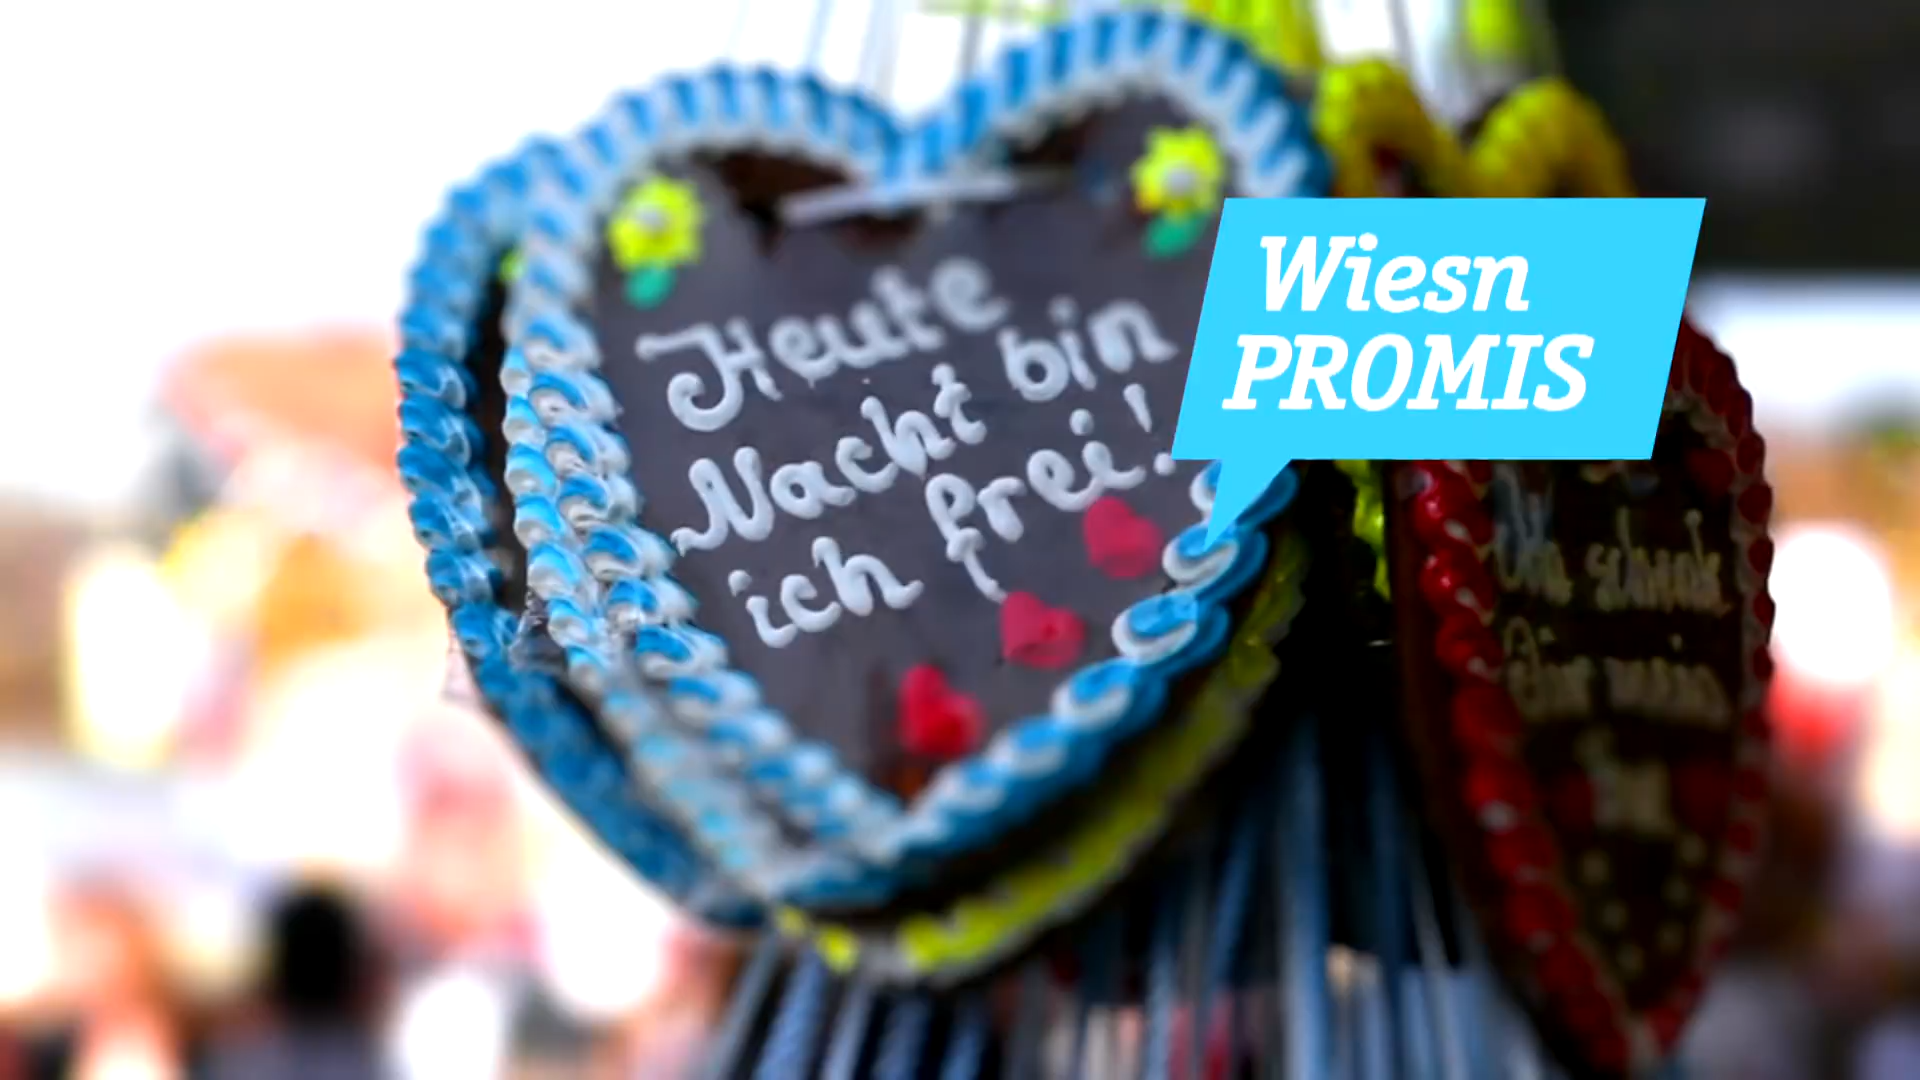 Heute
Nacht bin
ich frei!
Wiesn
PROMIS